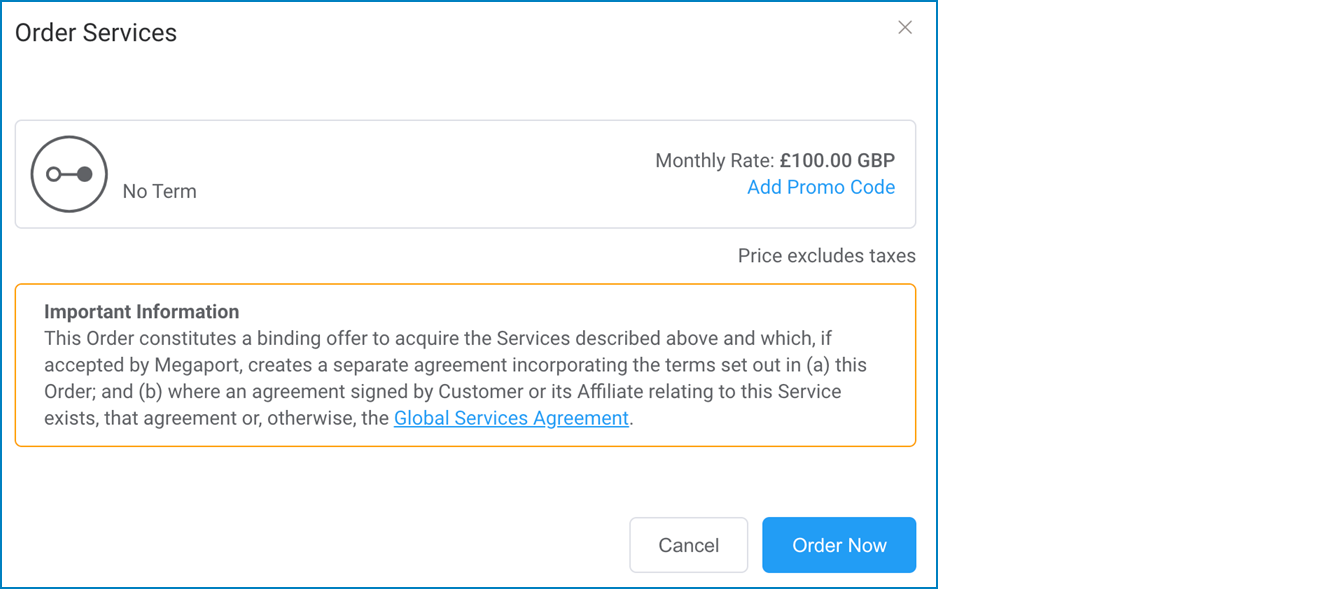 Order Services
No Term
Monthly Rate: £100.00 GBP
Add Promo Code
Price excludes taxes
Important Information
This Order constitutes a binding offer to acquire the Services described above and which, if
accepted by Megaport, creates a separate agreement incorporating the terms set out in (a) this
Order; and (b) where an agreement signed by Customer or its Affiliate relating to this Service
exists, that agreement or, otherwise, the Global Services Agreement.
Cancel
Order Now